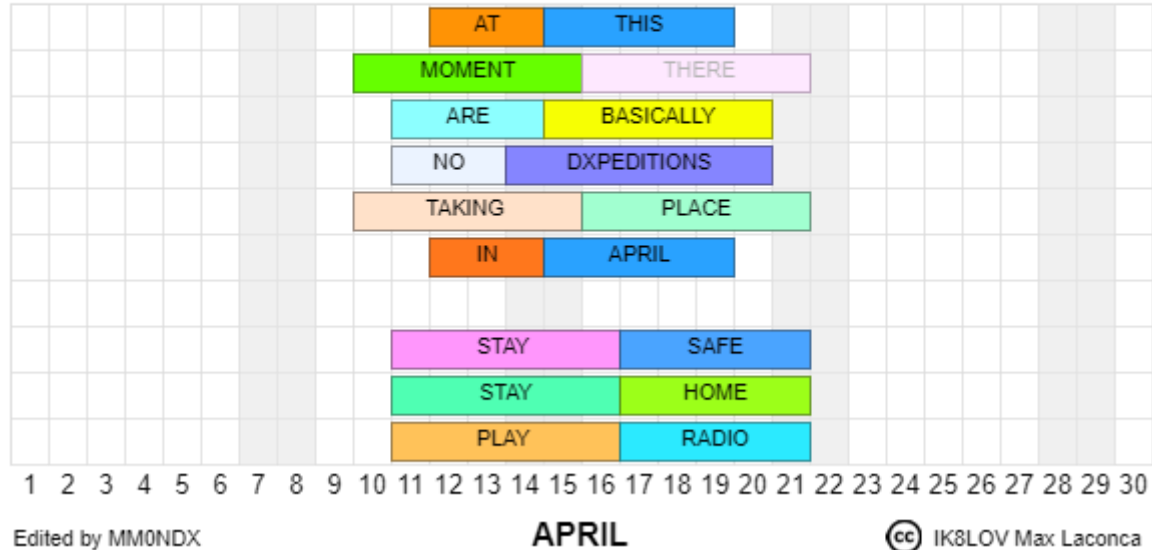 AT THIS
MOMENT THERE
ARE BASICALLY
NO DXPEDITIONS
TAKING PLACE
IN APRIL
STAY SAFE
STAY HOME
PLAY RADIO
1 2 3 4 5 6 7 8 9 10 11 12 13 14 15 16 17 18 19 20 21 22 23 24 25 26 27 28 29 30
Edited by MM0NDX APRIL cc IK8LOV Max Laconca